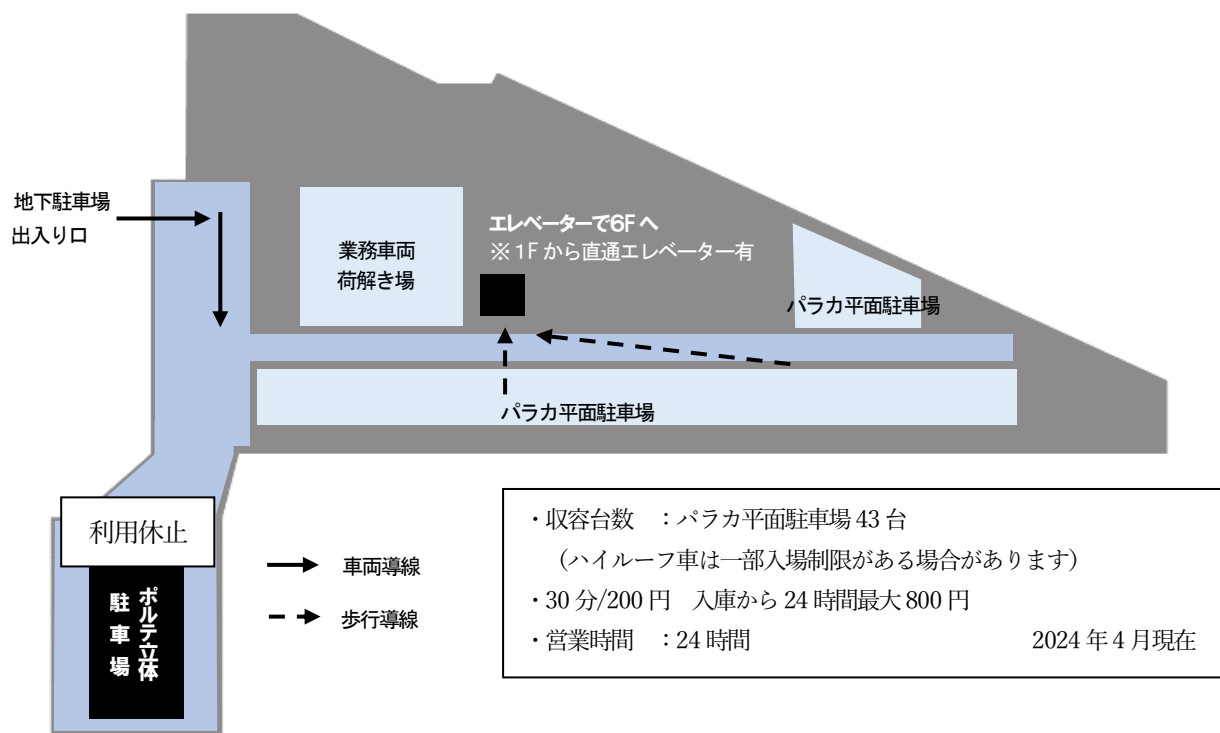 地下駐車場
出入り口
業務車両
荷解き場
エレベーターで6Fへ
※1Fから直通エレベーター有
パラカ平面駐車場
パラカ平面駐車場
利用休止
ポルテ立体
駐車場
車両導線
歩行導線
・収容台数　：パラカ平面駐車場43台
（ハイルーフ車は一部入場制限がある場合があります）
・30分/200円　入庫から24時間最大800円
・営業時間　：24時間　2024年4月現在